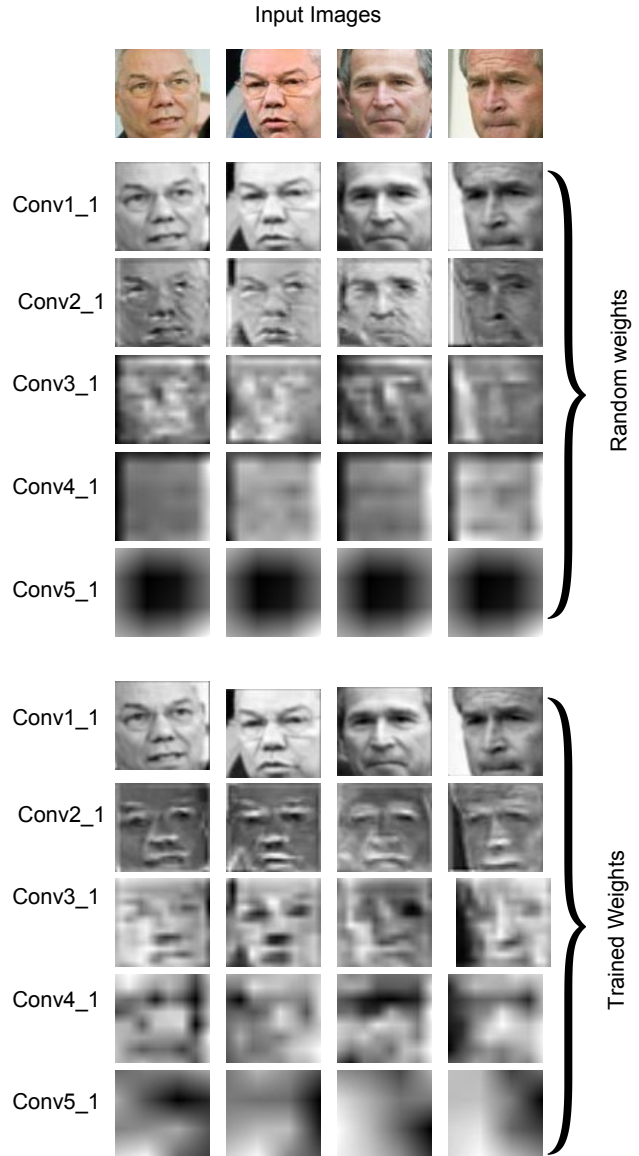 Input Images
Conv1_1
Conv2_1
Conv3_1
Conv4_1
Conv5_1
Random weights
Conv1_1
Conv2_1
Conv3_1
Conv4_1
Conv5_1
Trained Weights